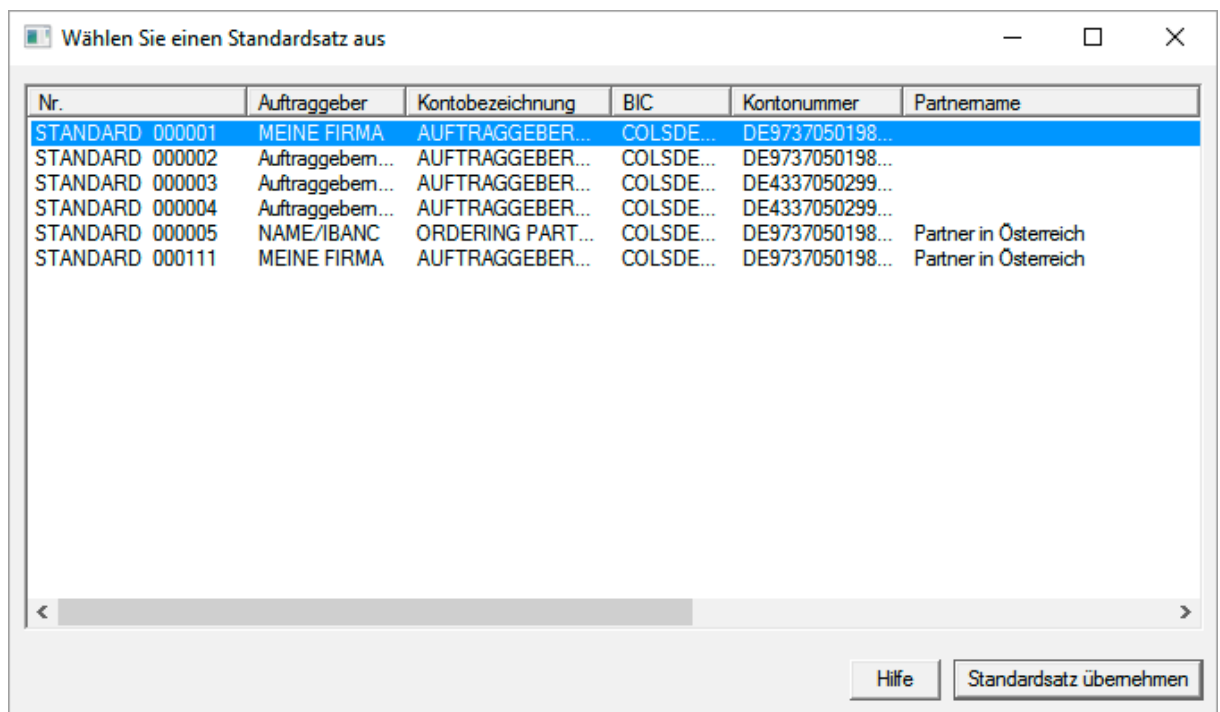 Wählen Sie einen Standardsatz aus
Nr. Auftraggeber Kontobezeichnung BIC Kontonummer Partnername
STANDARD 000001 MEINE FIRMA AUFTRAGGEBER... COLSDE... DE9737050198...
STANDARD 000002 Auftraggebern... AUFTRAGGEBER... COLSDE... DE9737050198...
STANDARD 000003 Auftraggebern... AUFTRAGGEBER... COLSDE... DE4337050299...
STANDARD 000004 Auftraggebern... AUFTRAGGEBER... COLSDE... DE4337050299...
STANDARD 000005 NAME/IBANC ORDERING PART... COLSDE... DE9737050198... Partner in Österreich
STANDARD 000111 MEINE FIRMA AUFTRAGGEBER... COLSDE... DE9737050198... Partner in Österreich
Hilfe Standardsatz übernehmen